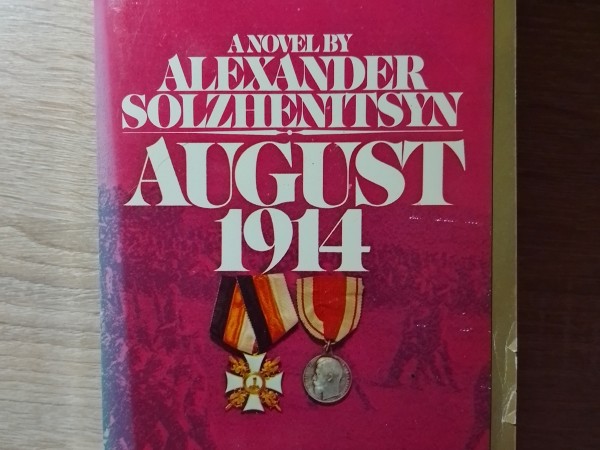 A NOVEL BY
ALEXANDER
SOLZHENITSYN
AUGUST
1914